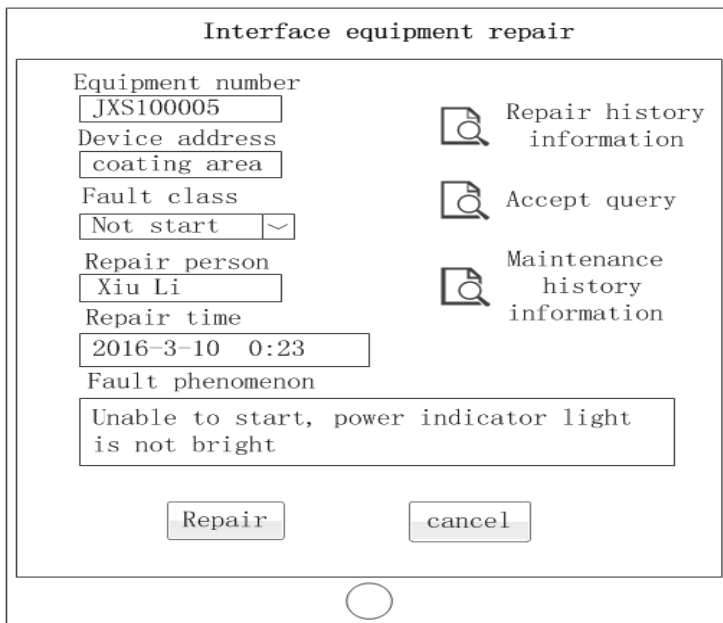 Interface equipment repair
Equipment number
JXS100005
Device address
coating area
Fault class
Not start
Repair person
Xiu Li
Repair time
2016-3-10 0:23
Fault phenomenon
Unable to start, power indicator light
is not bright
Repair history
information
Accept query
Maintenance
history
information
Repair
cancel